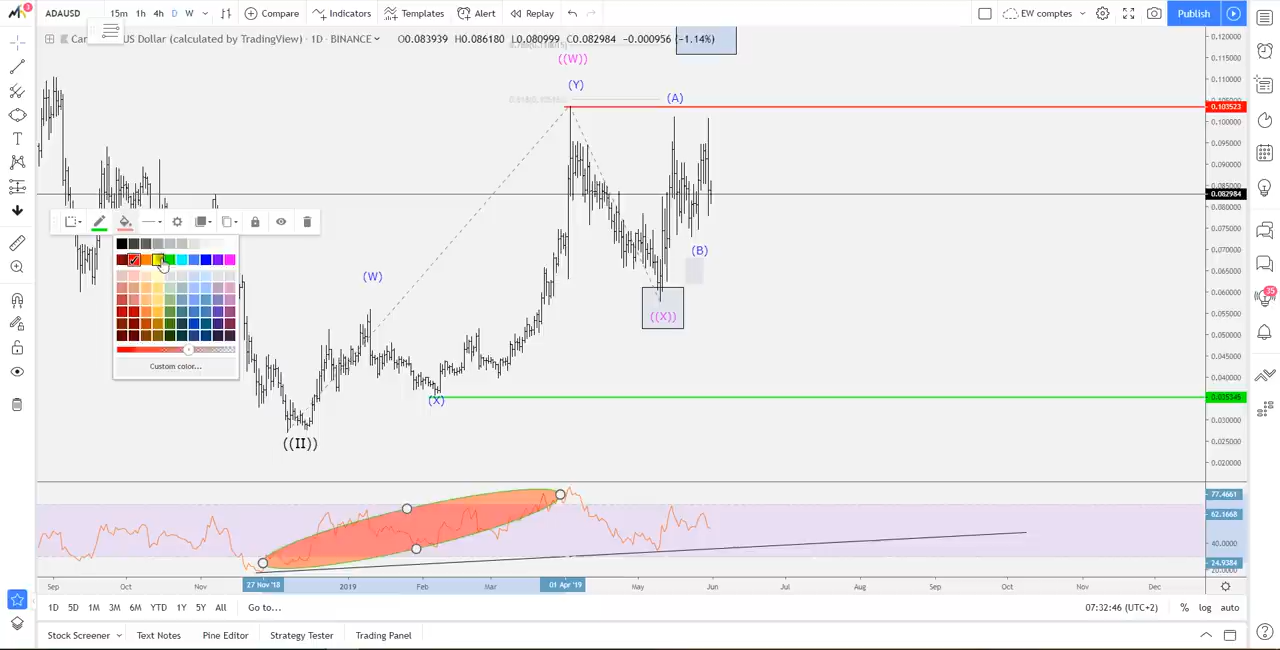 3
ADAUSD
15m 1h 4h D W
Compare
Indicators
Templates
Alert
Replay
EW comptes
Publish
Car
US Dollar (calculated by TradingView) · 1D · BINANCE
O0.083939 H0.086180 L0.080999 C0.082984 −0.000956 (−1.14%)
((W))
(Y)
(A)
(B)
(W)
((X))
(X)
((II))
0.120000
0.115000
0.110000
0.103523
0.100000
0.095000
0.090000
0.085000
0.082984
0.080000
0.075000
0.070000
0.065000
0.060000
0.055000
0.050000
0.045000
0.040000
0.035345
0.030000
0.025000
0.020000
Custom color...
77.4661
62.1668
40.0000
24.9384
20.0000
35
Sep
Oct
Nov
27 Nov '18
2019
Feb
Mar
01 Apr '19
May
Jun
Jul
Aug
Sep
Oct
Nov
Dec
1D 5D 1M 3M 6M YTD 1Y 5Y All
Go to...
07:32:46 (UTC+2)
% log auto
Stock Screener
Text Notes
Pine Editor
Strategy Tester
Trading Panel